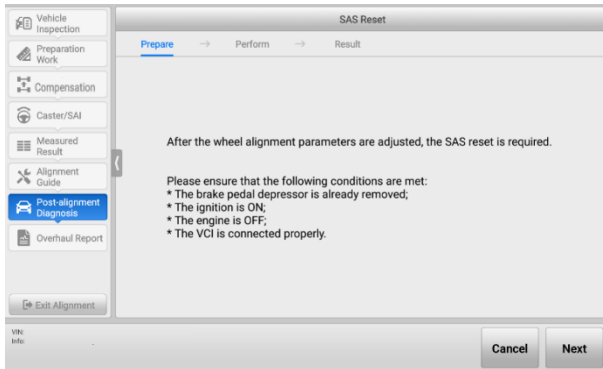 SAS Reset
Vehicle
Inspection
Preparation
Work
Compensation
Caster/SAI
Measured
Result
Alignment
Guide
Post-alignment
Diagnosis
Overhaul Report
Exit Alignment
Prepare → Perform → Result
After the wheel alignment parameters are adjusted, the SAS reset is required.
Please ensure that the following conditions are met:
* The brake pedal depressor is already removed;
* The ignition is ON;
* The engine is OFF;
* The VCI is connected properly.
VIN:
Info:
Cancel
Next